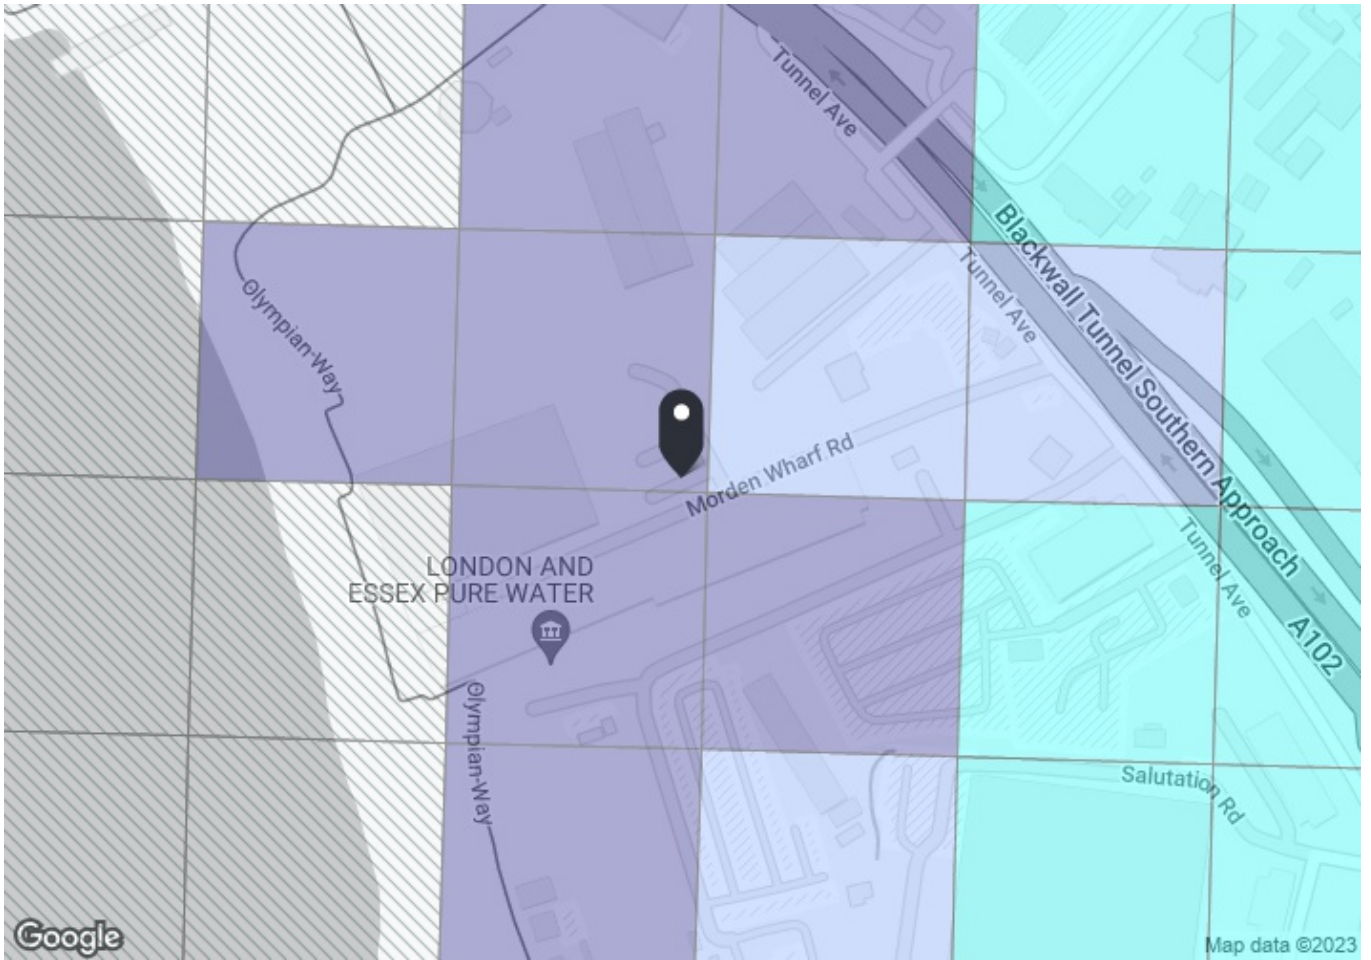 Tunnel Ave
Blackwall Tunnel Southern Approach
Tunnel Ave
Olympian Way
Morden Wharf Rd
LONDON AND
ESSEX PURE WATER
Tunnel Ave
A102
Olympian Way
Salutation Rd
Google
Map data ©2023